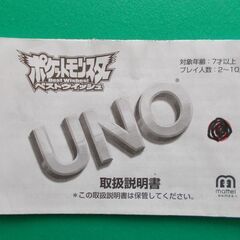 ポケットモンスター
Best Wishes!
ベストウイッシュ
対象年齢：7才以上
プレイ人数：2～10
UNO
取扱説明書
＊この取扱説明書は保管してください。
mattel